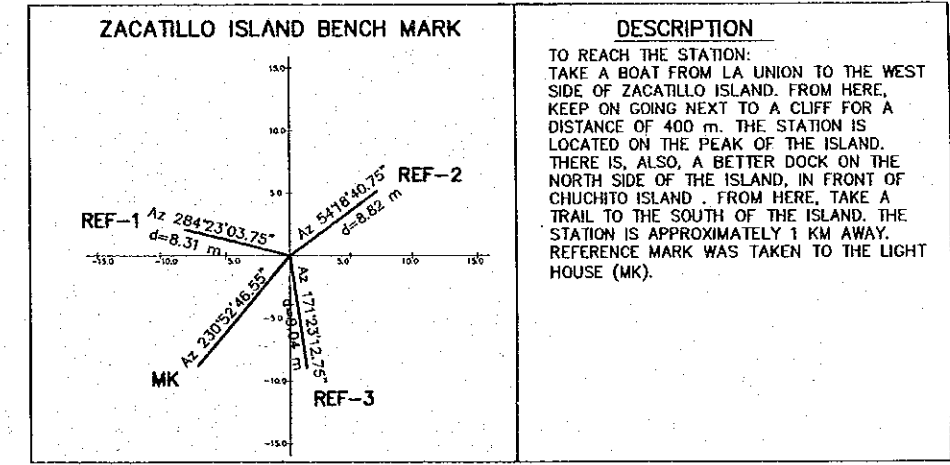 ZACATILLO ISLAND BENCH MARK
15.0
10.0
5.0
REF-2
Az 54°18'40.75"
d=8.82 m
REF-1
Az 284°23'03.75"
d=8.31 m
-15.0
-10.0
5.0
10.0
15.0
Az 230°52'46.55"
MK
-5.0
Az 171°23'12.75"
d=9.04 m
-10.0
REF-3
-15.0
DESCRIPTION
TO REACH THE STATION:
TAKE A BOAT FROM LA UNION TO THE WEST
SIDE OF ZACATILLO ISLAND. FROM HERE,
KEEP ON GOING NEXT TO A CLIFF FOR A
DISTANCE OF 400 m. THE STATION IS
LOCATED ON THE PEAK OF THE ISLAND.
THERE IS, ALSO, A BETTER DOCK ON THE
NORTH SIDE OF THE ISLAND, IN FRONT OF
CHUCHITO ISLAND . FROM HERE, TAKE A
TRAIL TO THE SOUTH OF THE ISLAND. THE
STATION IS APPROXIMATELY 1 KM AWAY.
REFERENCE MARK WAS TAKEN TO THE LIGHT
HOUSE (MK).